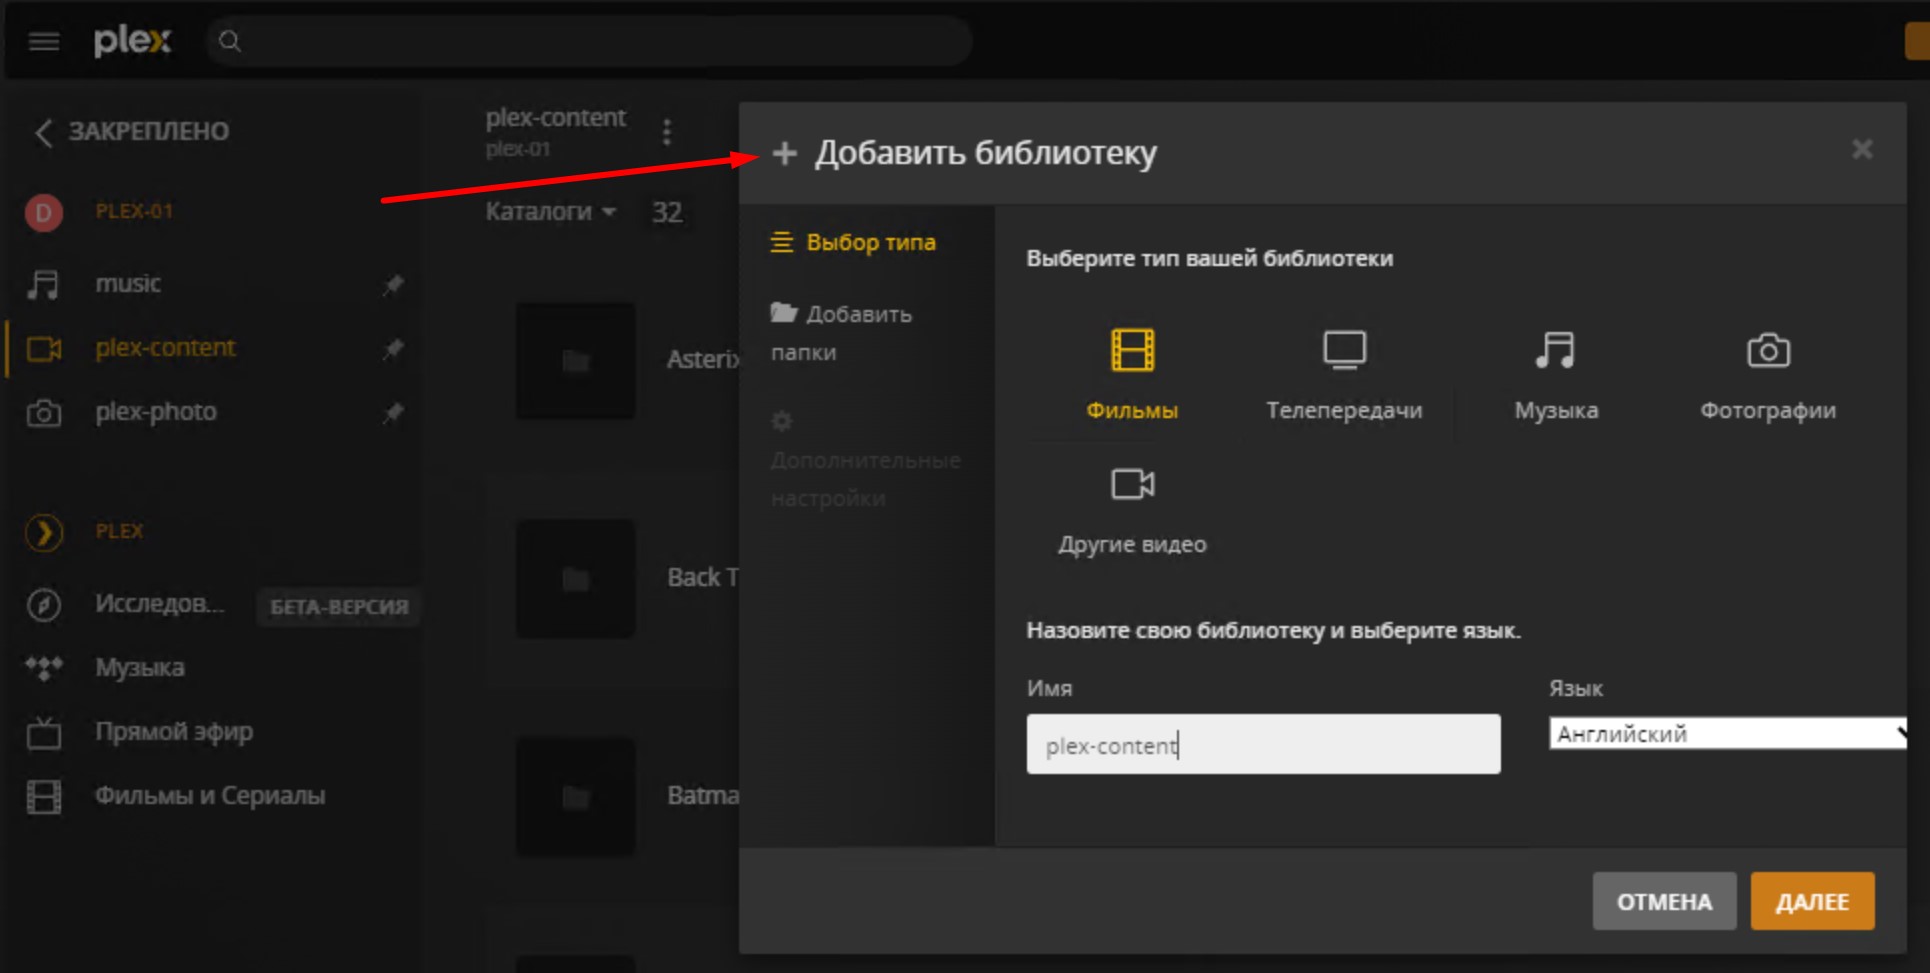 plex
ЗАКРЕПЛЕНО
D
PLEX-01
music
plex-content
plex-photo
PLEX
Исследов...
БЕТА-ВЕРСИЯ
Музыка
Прямой эфир
Фильмы и Сериалы
plex-content
plex-01
Каталоги
32
Asterix
Back T
Batma
Добавить библиотеку
Выбор типа
Добавить
папки
Дополнительные
настройки
Выберите тип вашей библиотеки
Фильмы
Телепередачи
Музыка
Фотографии
Другие видео
Назовите свою библиотеку и выберите язык.
Имя
Язык
plex-content
Английский
ОТМЕНА
ДАЛЕЕ